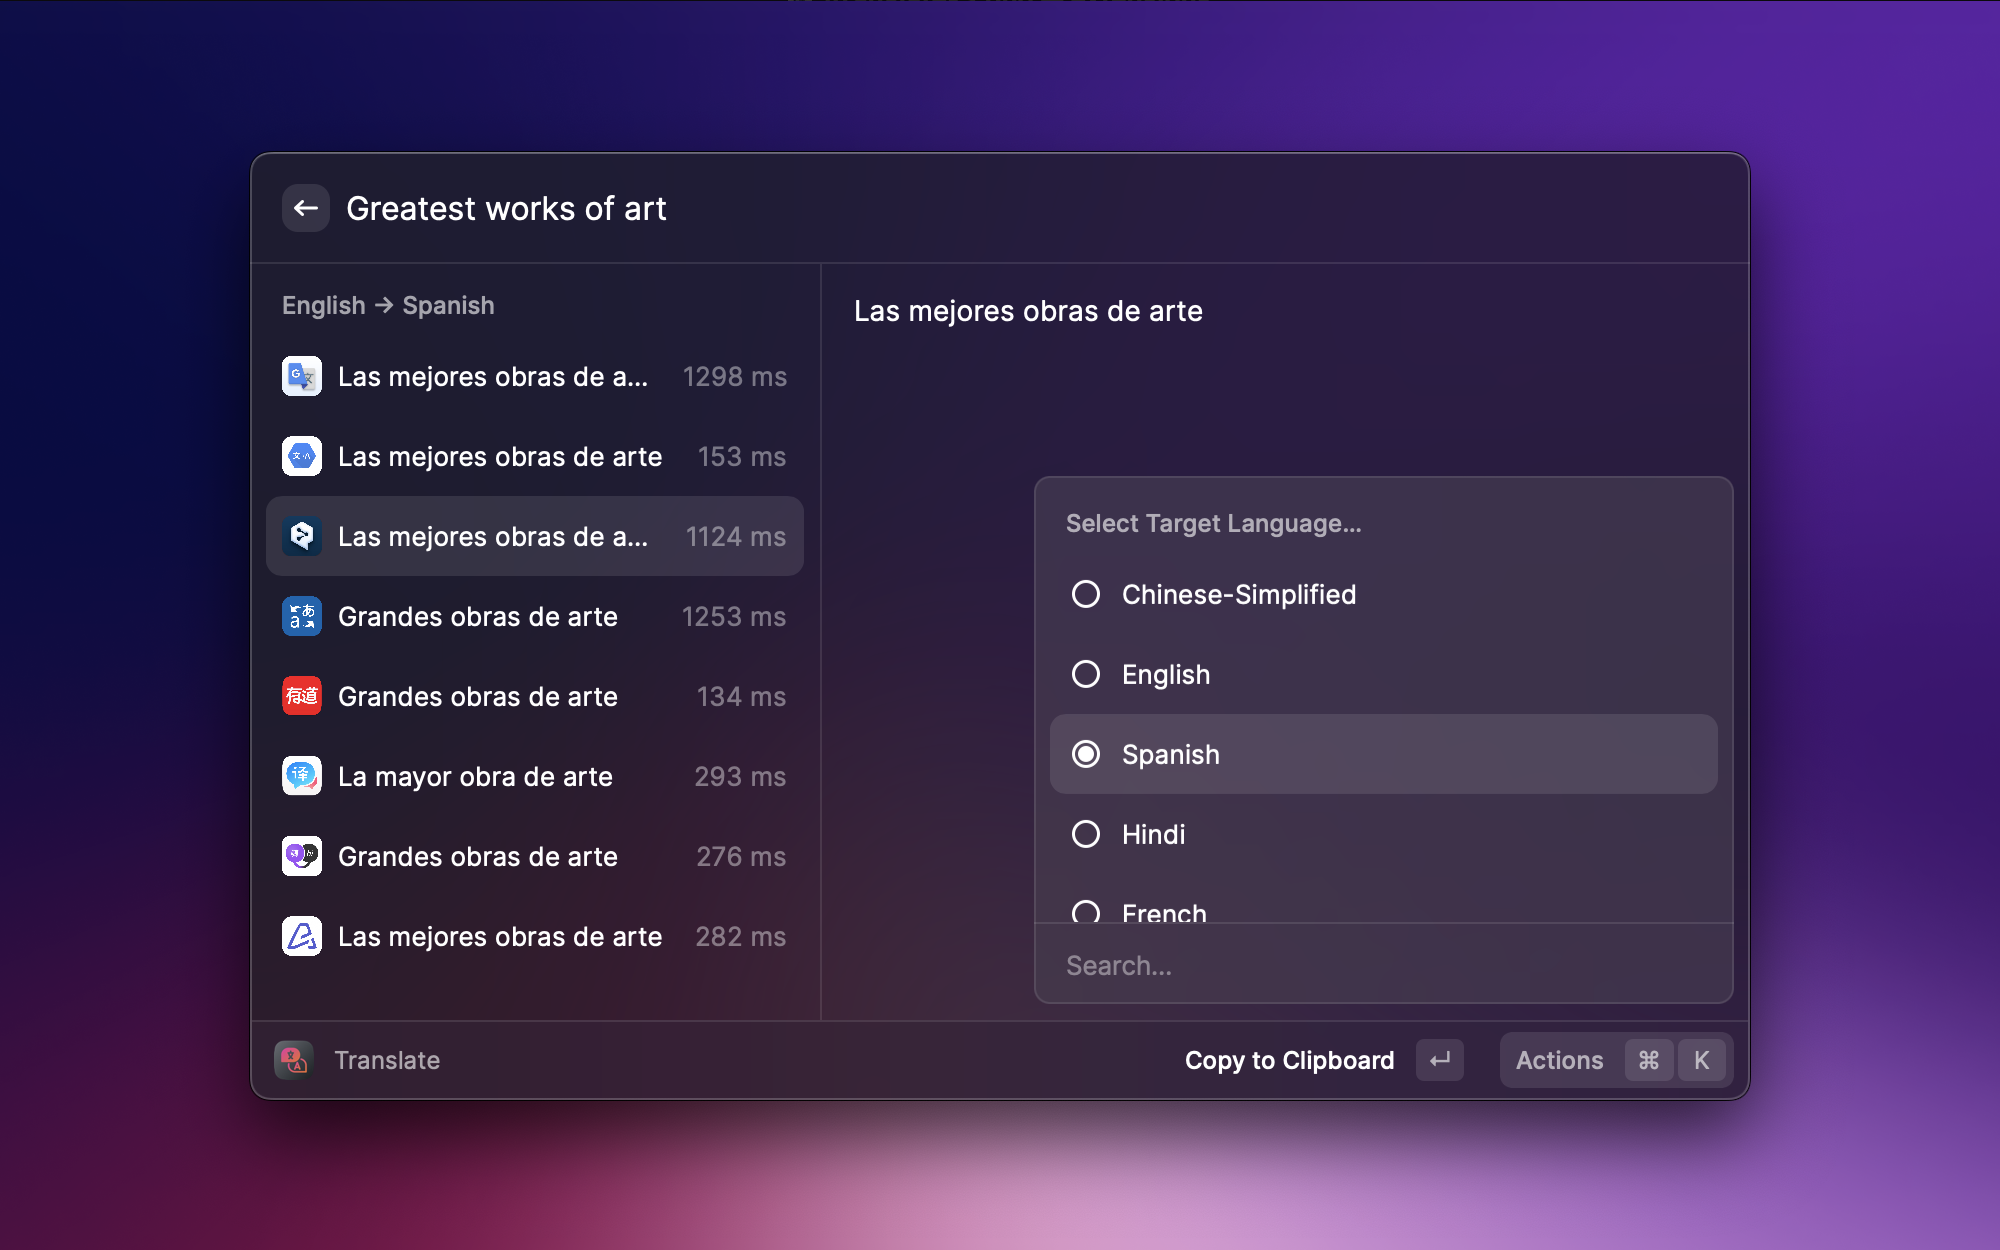 Greatest works of art
English → Spanish
Las mejores obras de a... 1298 ms
Las mejores obras de arte 153 ms
Las mejores obras de a... 1124 ms
Grandes obras de arte 1253 ms
有道 Grandes obras de arte 134 ms
译 La mayor obra de arte 293 ms
Grandes obras de arte 276 ms
Las mejores obras de arte 282 ms
Las mejores obras de arte
Select Target Language...
Chinese-Simplified
English
Spanish
Hindi
French
Search...
Translate
Copy to Clipboard ↵
Actions ⌘ K